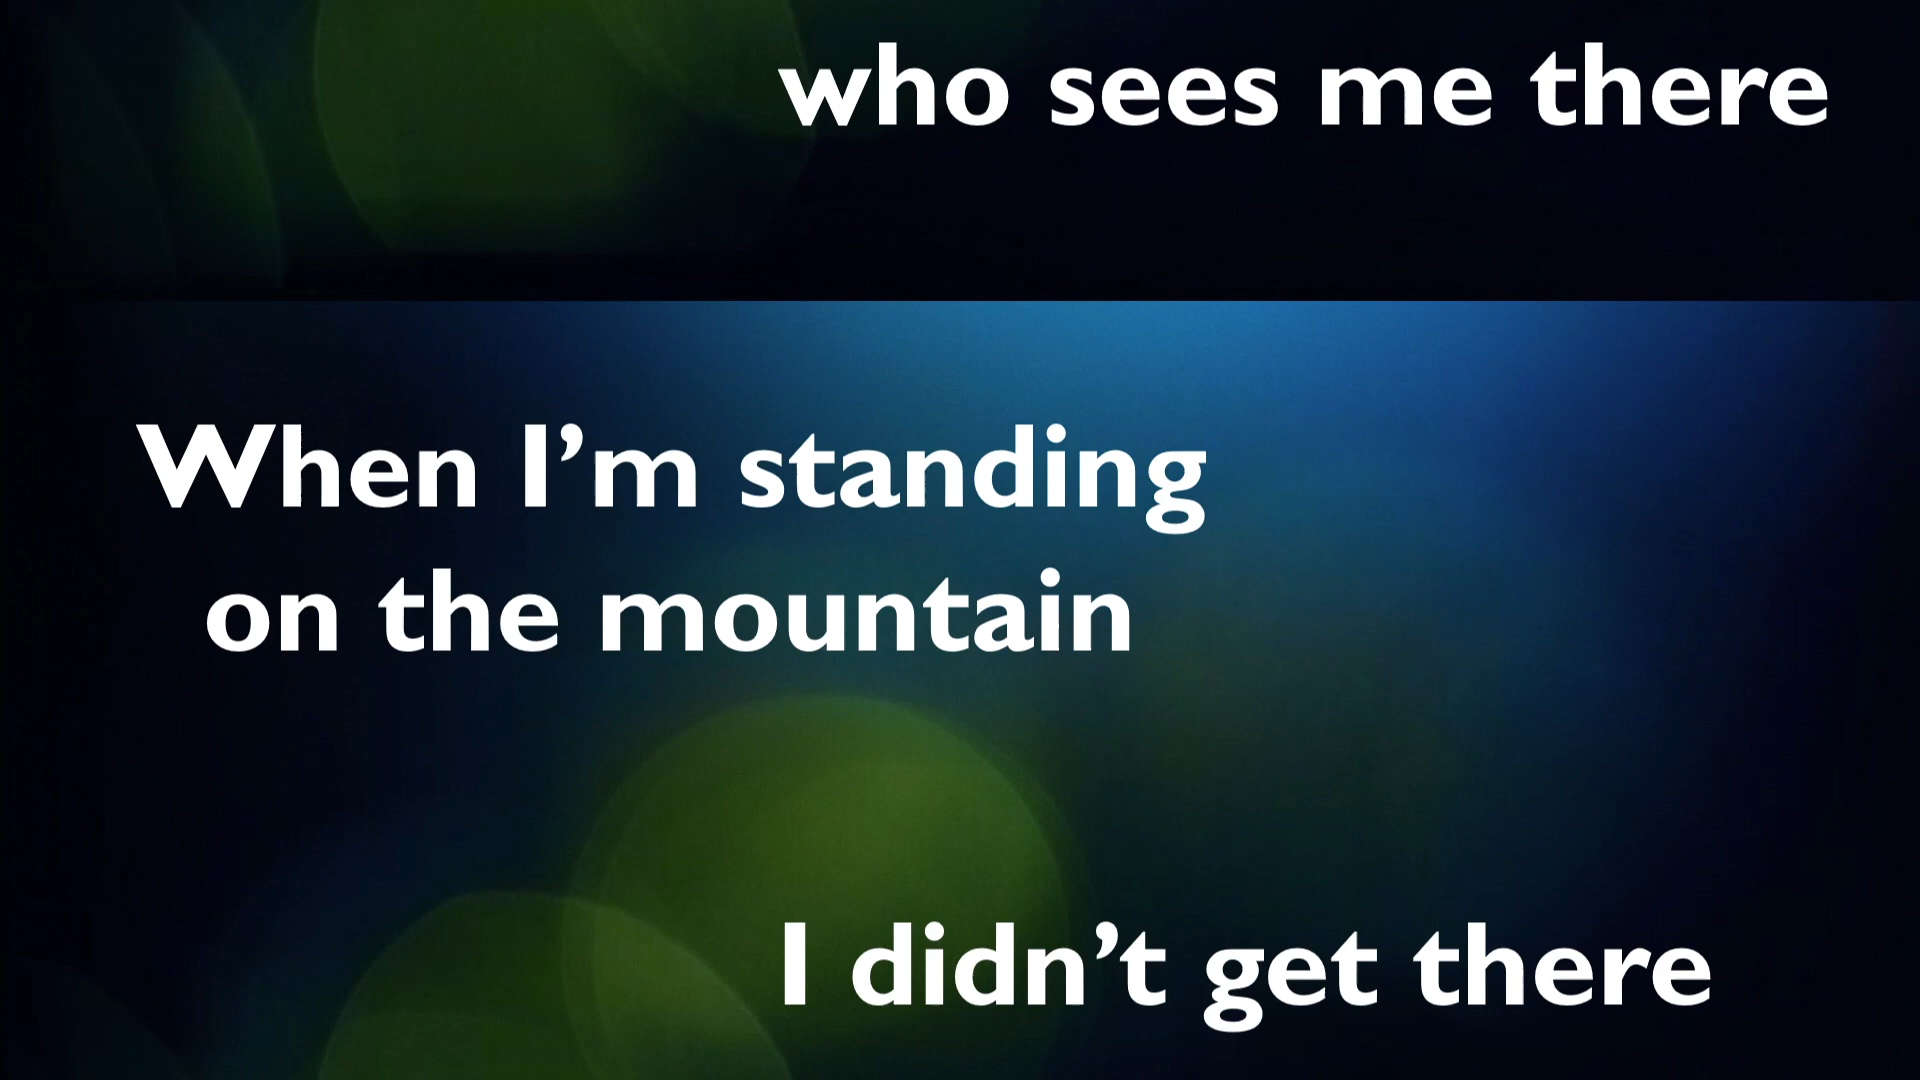 who sees me there
When I’m standing
on the mountain
I didn’t get there